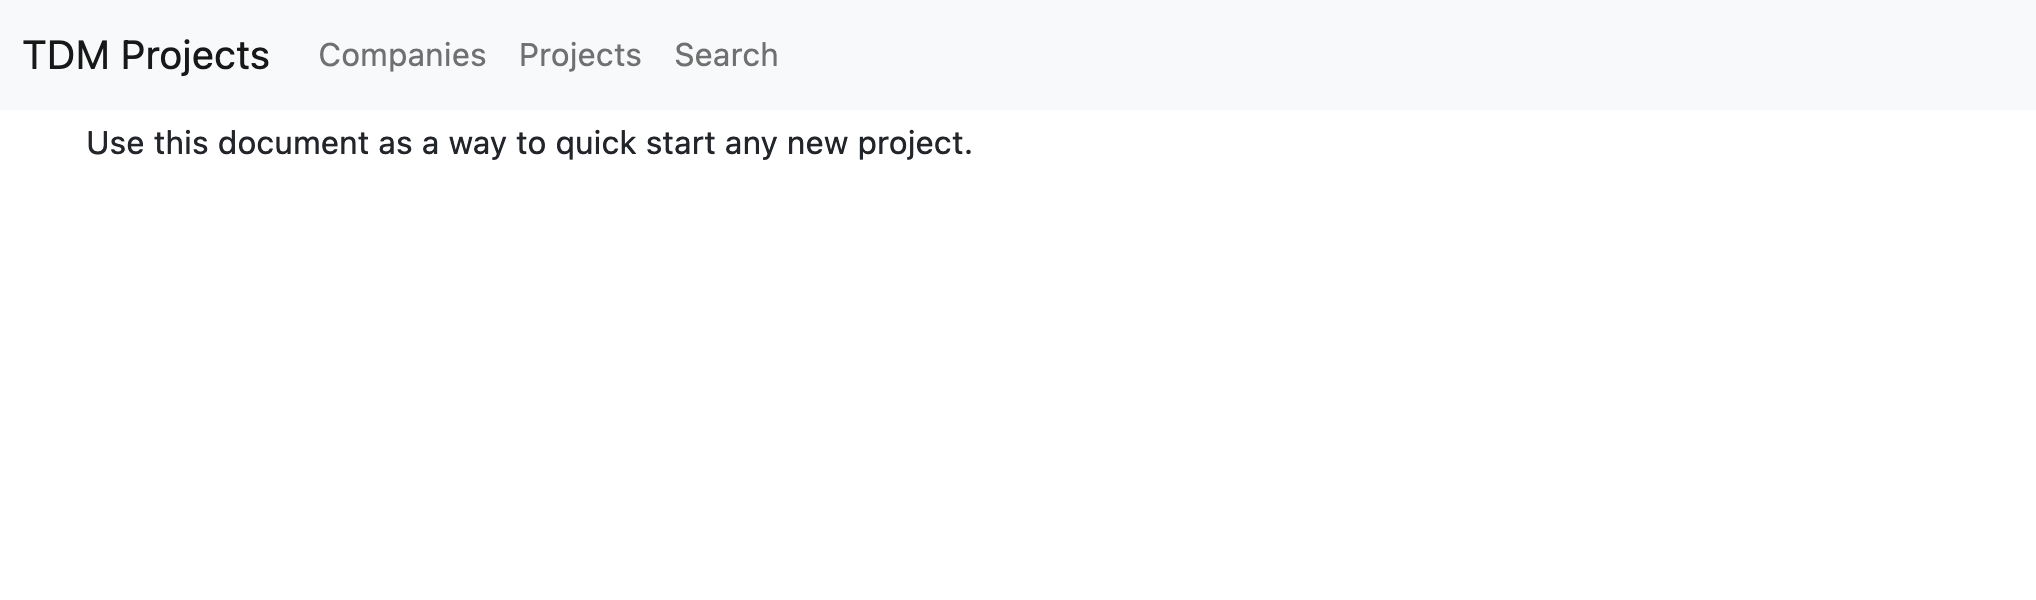 TDM Projects Companies Projects Search
Use this document as a way to quick start any new project.